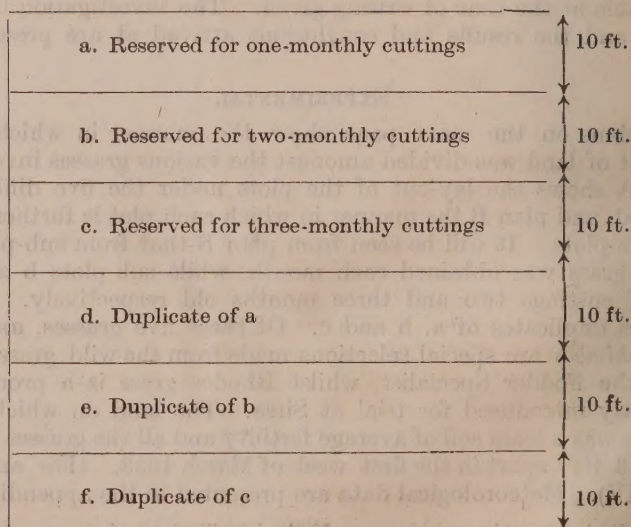 a. Reserved for one-monthly cuttings 10 ft.
b. Reserved for two-monthly cuttings 10 ft.
c. Reserved for three-monthly cuttings 10 ft.
d. Duplicate of a 10 ft.
e. Duplicate of b 10 ft.
f. Duplicate of c 10 ft.